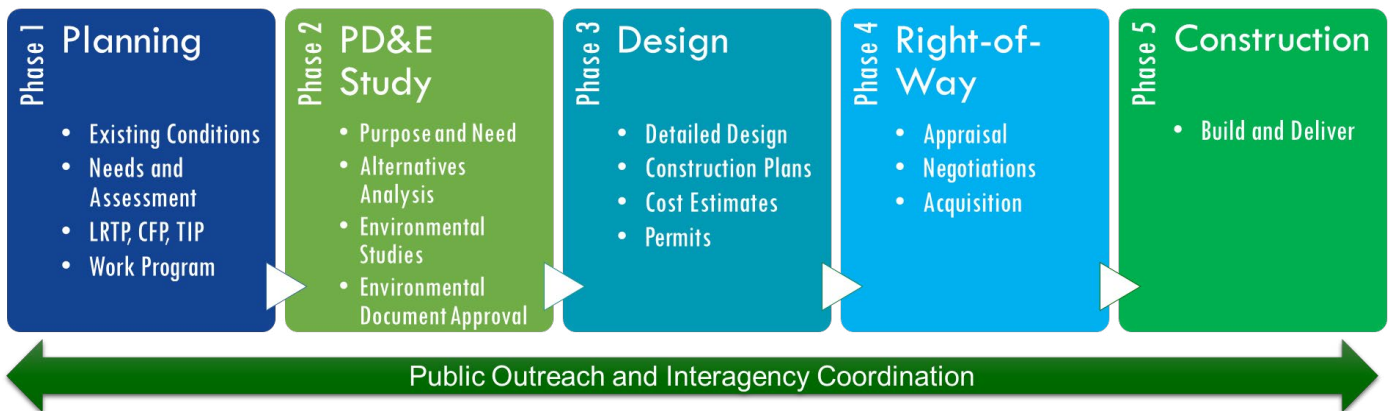 Phase 1
Planning
• Existing Conditions
• Needs and
Assessment
• LRTP, CFP, TIP
• Work Program
Phase 2
PD&E
Study
• Purpose and Need
• Alternatives
Analysis
• Environmental
Studies
• Environmental
Document Approval
Phase 3
Design
• Detailed Design
• Construction Plans
• Cost Estimates
• Permits
Phase 4
Right-of-
Way
• Appraisal
• Negotiations
• Acquisition
Phase 5
Construction
• Build and Deliver
Public Outreach and Interagency Coordination